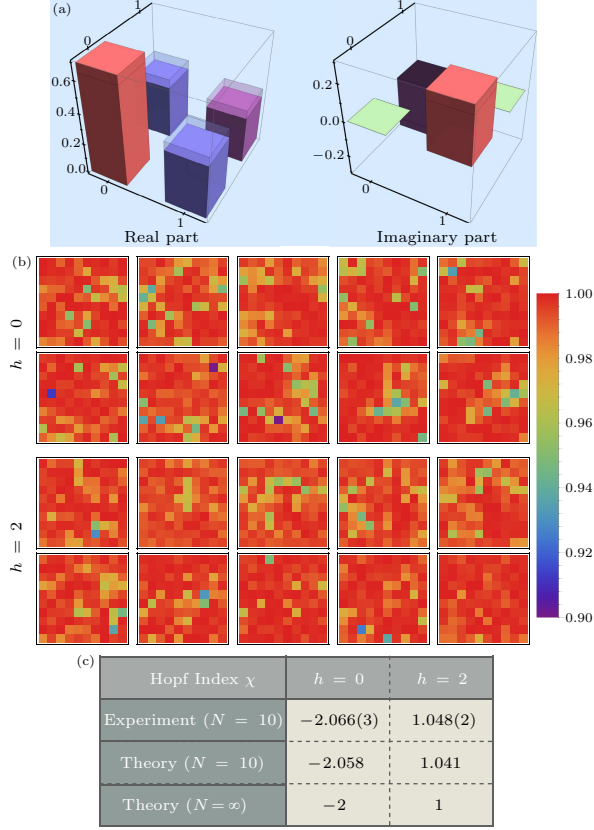 (a)
1
0
0.6
0.4
0.2
0.0
0
1
Real part
1
0
0.2
0.0
−0.2
0
1
Imaginary part
(b)
h = 0
h = 2
1.00
0.98
0.96
0.94
0.92
0.90
(c)
Hopf Index χ h = 0 h = 2
Experiment (N = 10) −2.066(3) 1.048(2)
Theory (N = 10) −2.058 1.041
Theory (N=∞) −2 1